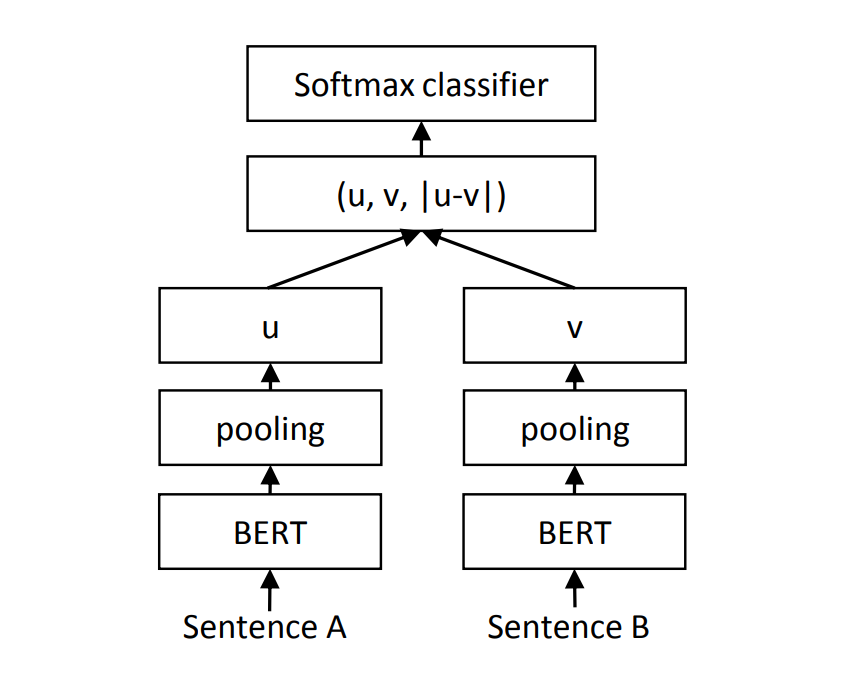 Softmax classifier
(u, v, |u-v|)
u
v
pooling
pooling
BERT
BERT
Sentence A
Sentence B